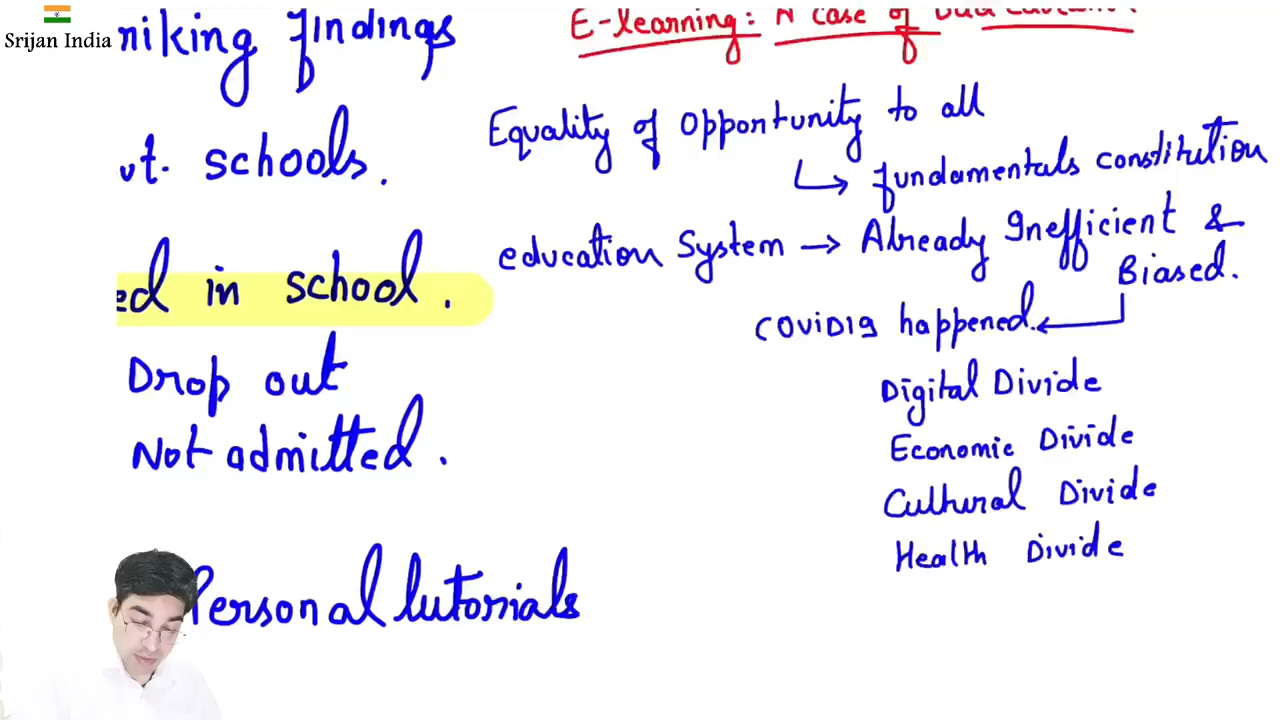 Srijan India
findings
schools.
ed in school.
Drop out
Not admitted.
Personal tutorials
E-learning: A case of
Equality of opportunity to all
fundamentals constitution
education System → Already Inefficient &
Biased.
COVID19 happened.
Digital Divide
Economic Divide
Cultural Divide
Health Divide